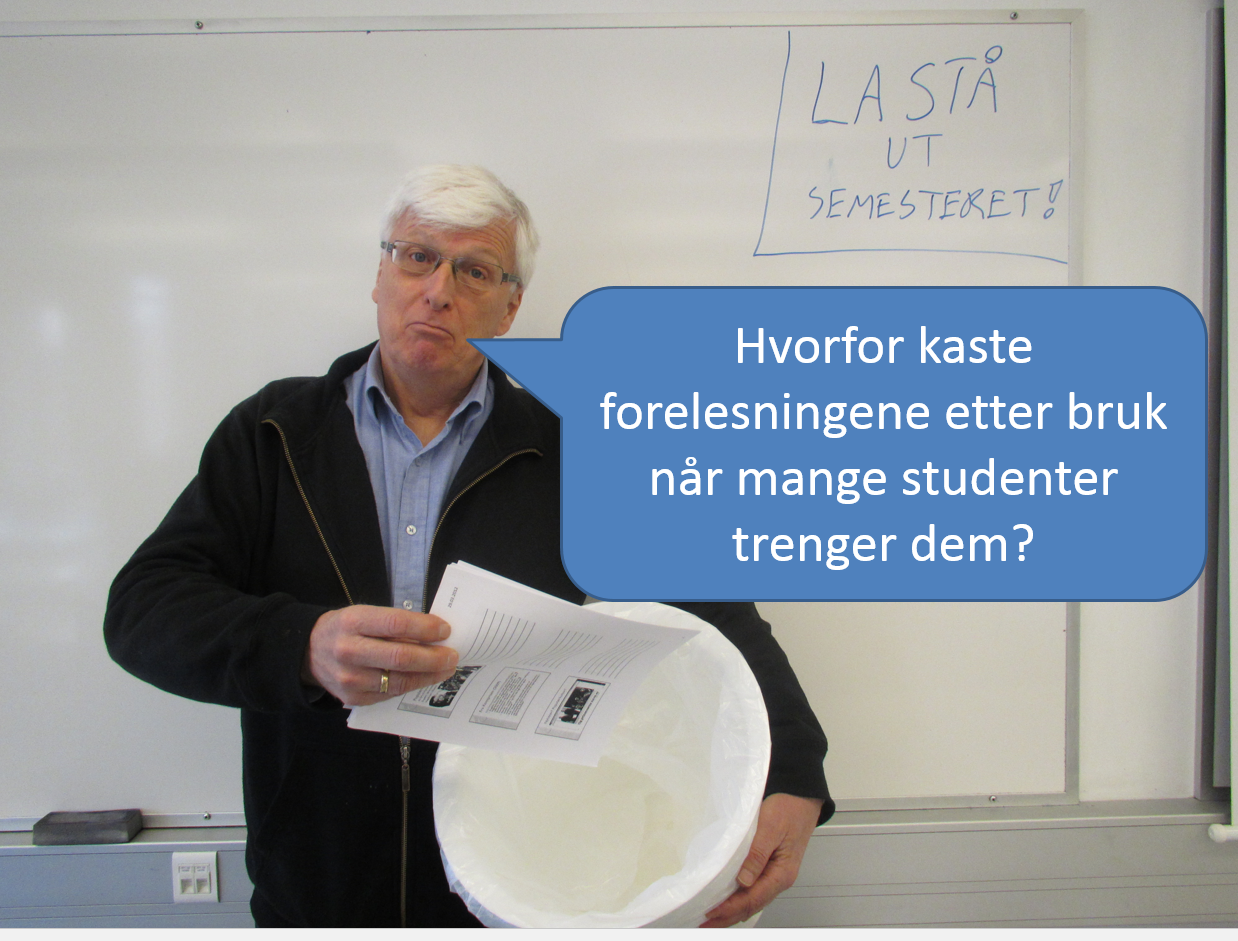 LA STÅ
UT
SEMESTERET!
Hvorfor kaste
forelesningene etter bruk
når mange studenter
trenger dem?